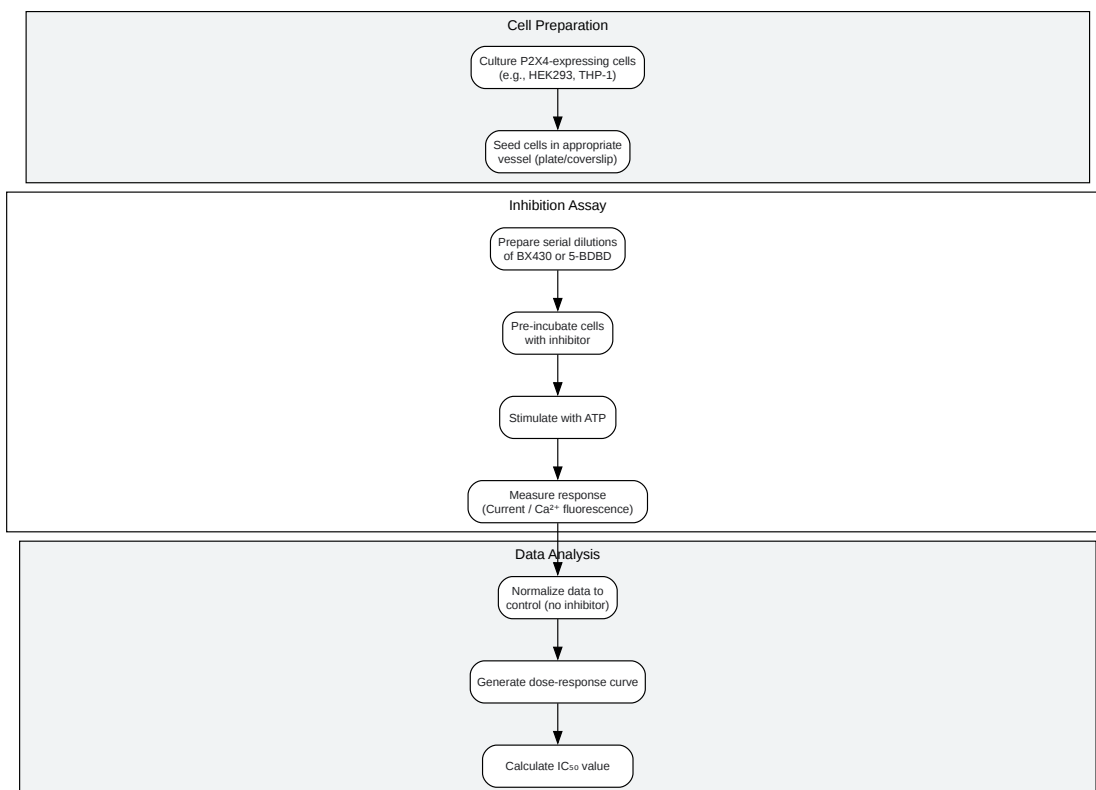 Cell Preparation
Culture P2X4-expressing cells
(e.g., HEK293, THP-1)
Seed cells in appropriate
vessel (plate/coverslip)
Inhibition Assay
Prepare serial dilutions
of BX430 or 5-BDBD
Pre-incubate cells
with inhibitor
Stimulate with ATP
Measure response
(Current / Ca²⁺ fluorescence)
Data Analysis
Normalize data to
control (no inhibitor)
Generate dose-response curve
Calculate IC₅₀ value